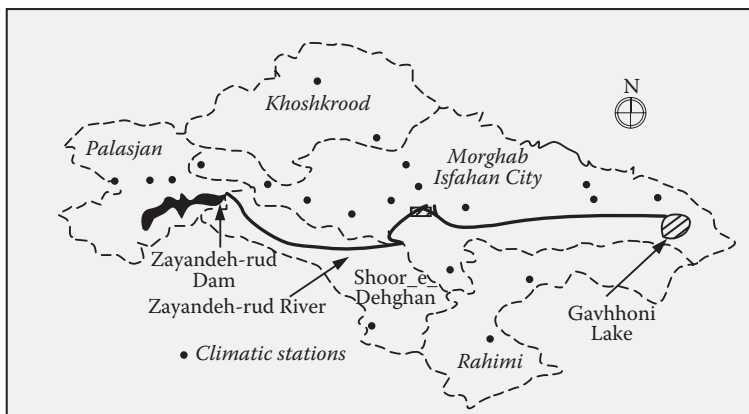 Khoshkrood
N
Palasjan
Morghab
Isfahan City
Zayandeh-rud
Dam
Zayandeh-rud River
Shoor_e_
Dehghan
Gavhhoni
Lake
Climatic stations
Rahimi